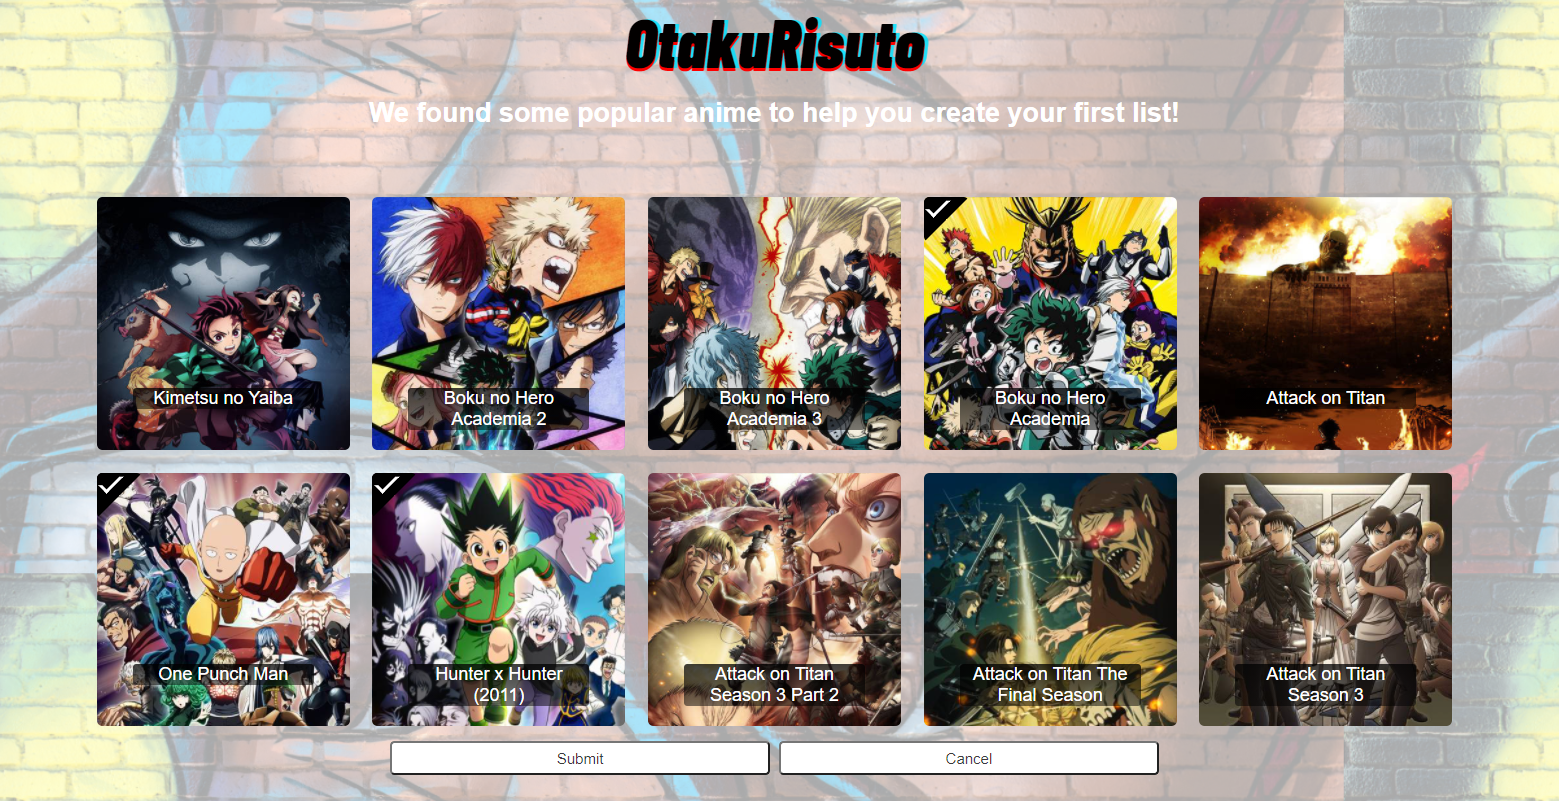 OtakuRisuto
We found some popular anime to help you create your first list!
Kimetsu no Yaiba
Boku no Hero
Academia 2
Boku no Hero
Academia 3
Boku no Hero
Academia
Attack on Titan
One Punch Man
Hunter x Hunter
(2011)
Attack on Titan
Season 3 Part 2
Attack on Titan The
Final Season
Attack on Titan
Season 3
Submit
Cancel